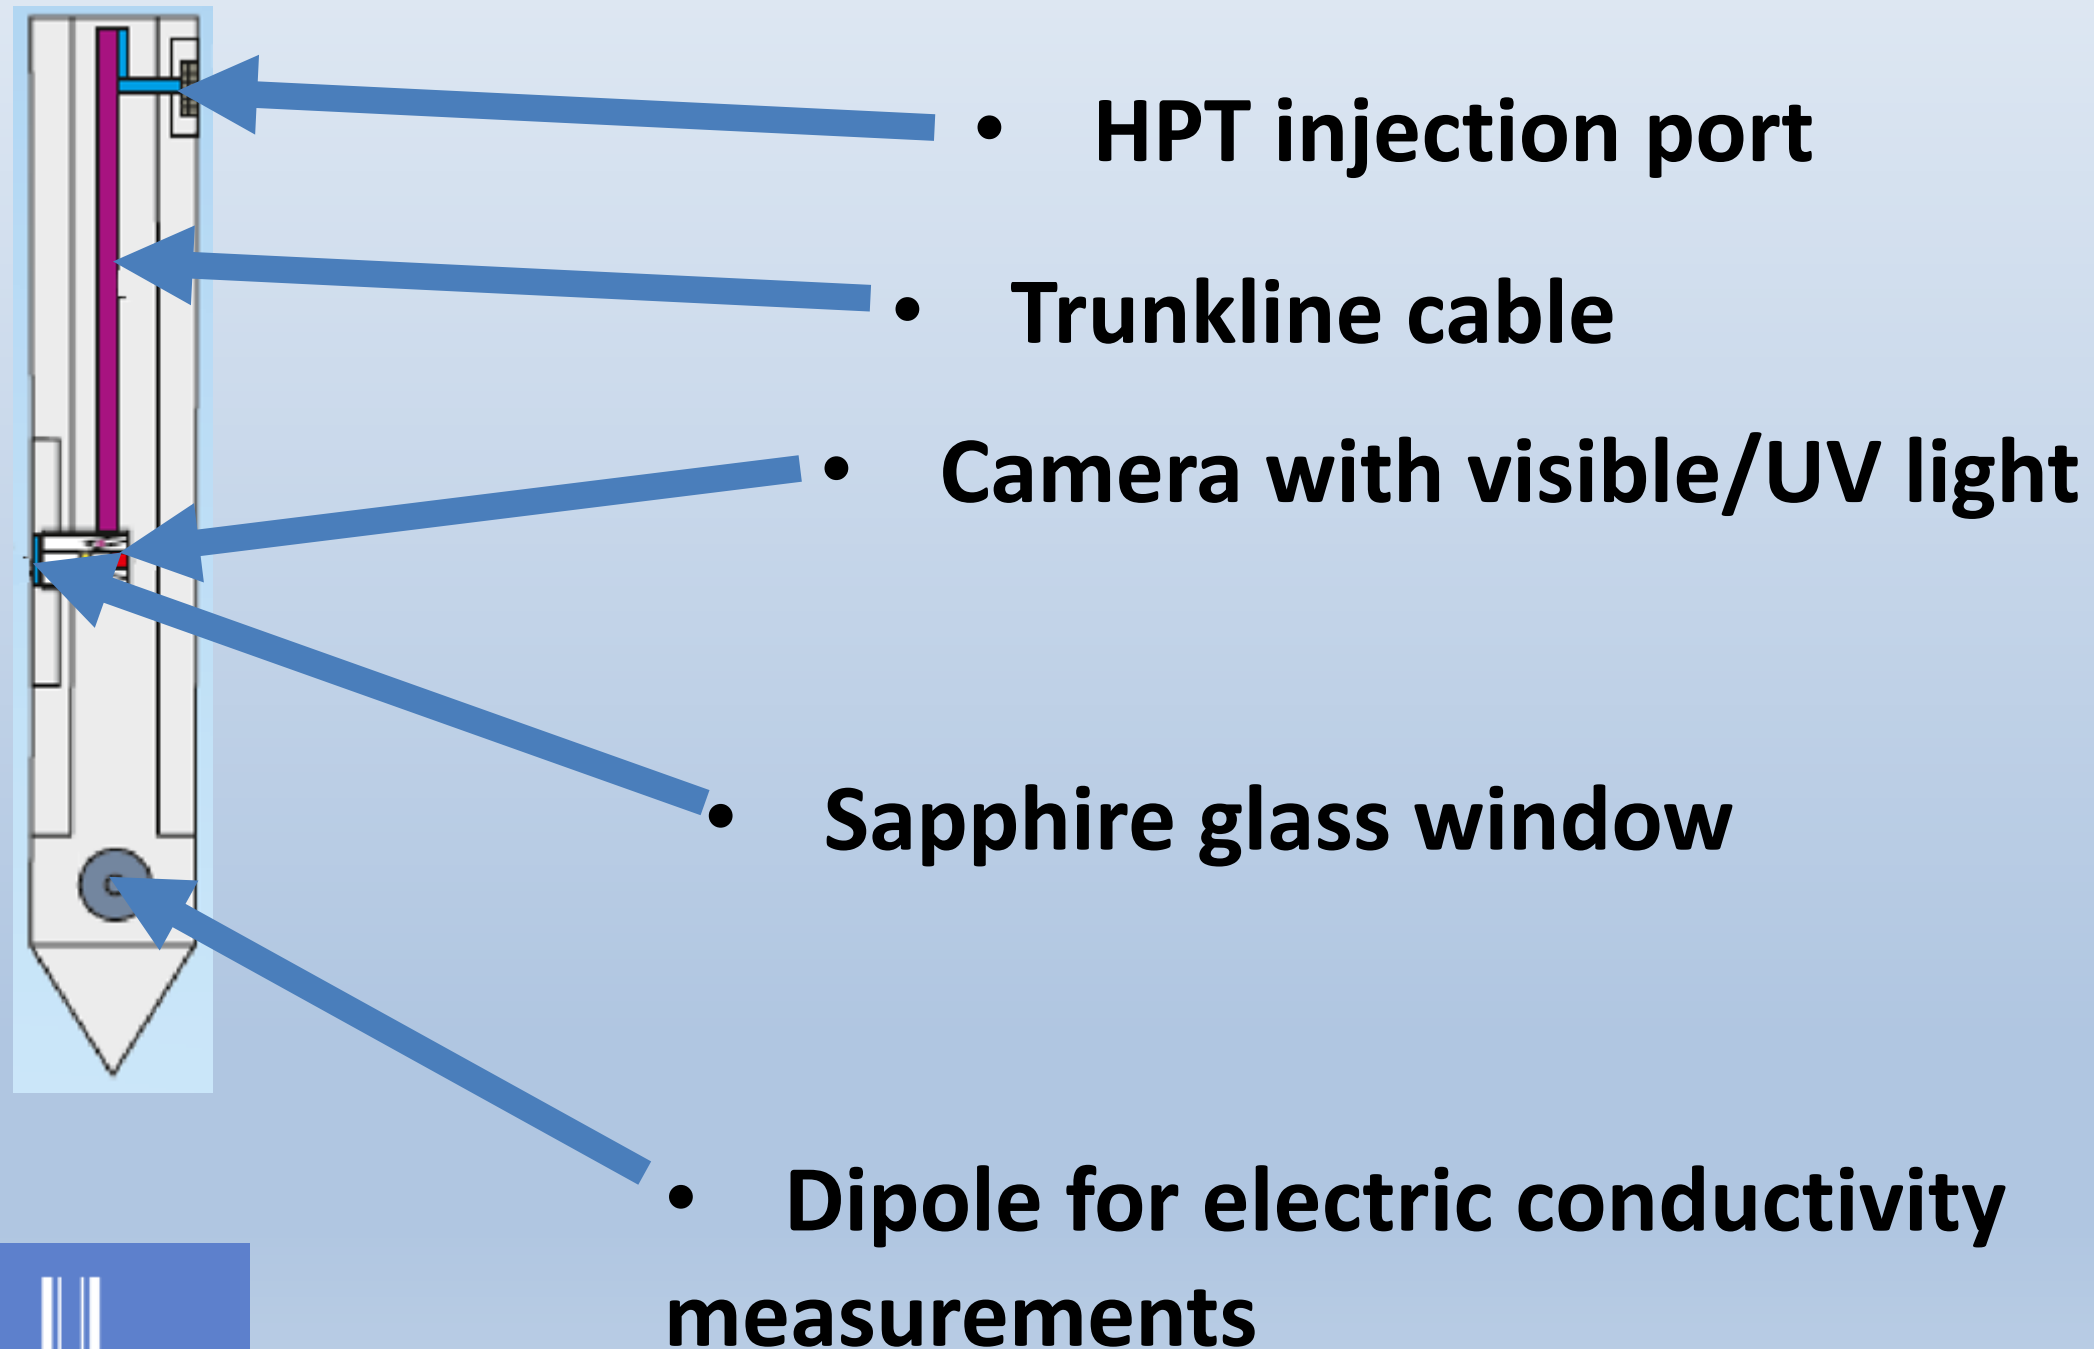 • HPT injection port
• Trunkline cable
• Camera with visible/UV light
• Sapphire glass window
• Dipole for electric conductivity
measurements